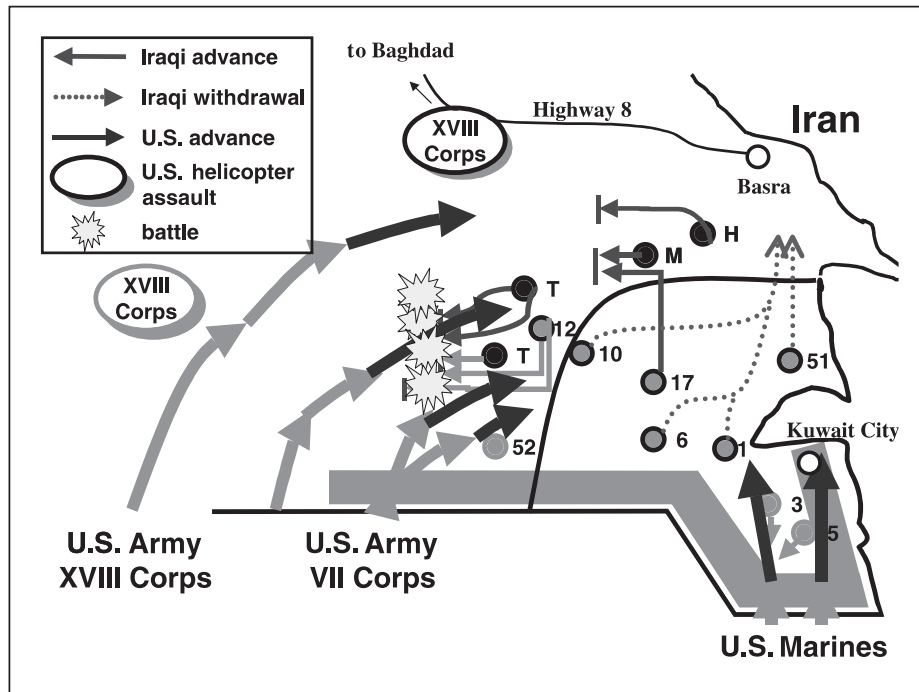 Iraqi advance
Iraqi withdrawal
U.S. advance
U.S. helicopter
assault
battle
to Baghdad
XVIII
Corps
Highway 8
Iran
Basra
XVIII
Corps
H
M
T
12
T
10
51
17
52
6
1
Kuwait City
3
5
U.S. Army
XVIII Corps
U.S. Army
VII Corps
U.S. Marines